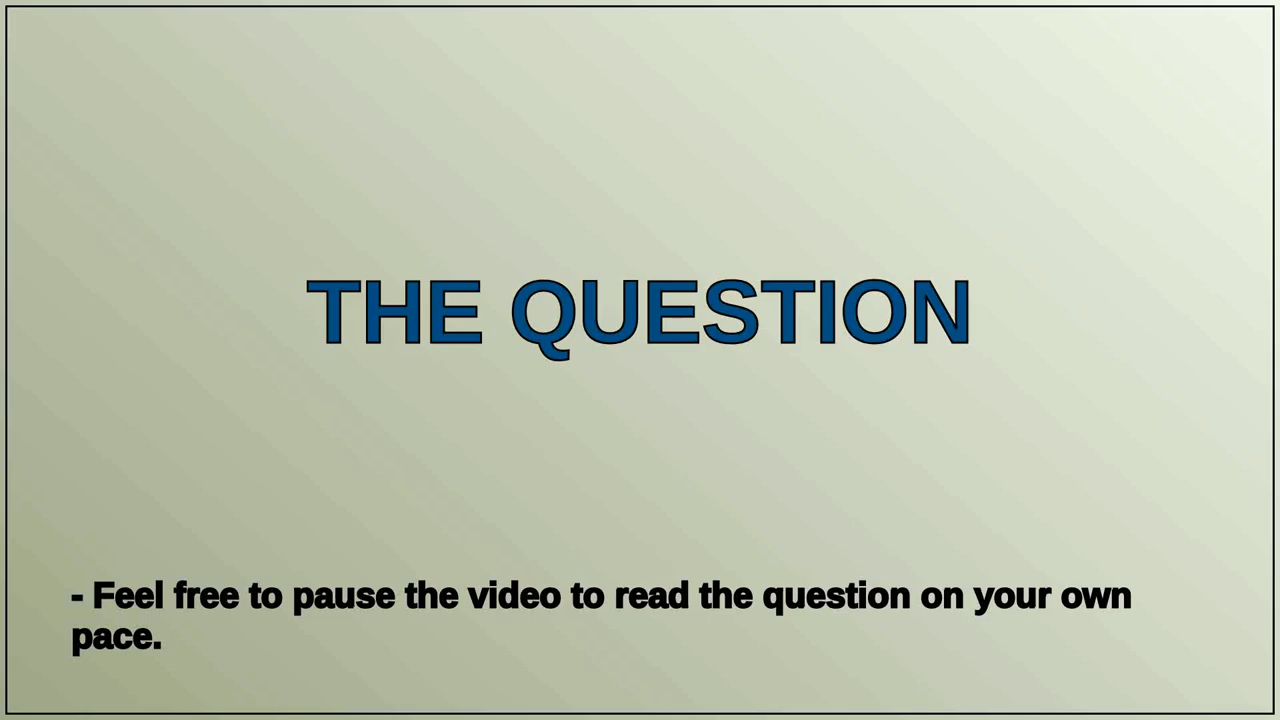 THE QUESTION
- Feel free to pause the video to read the question on your own
pace.